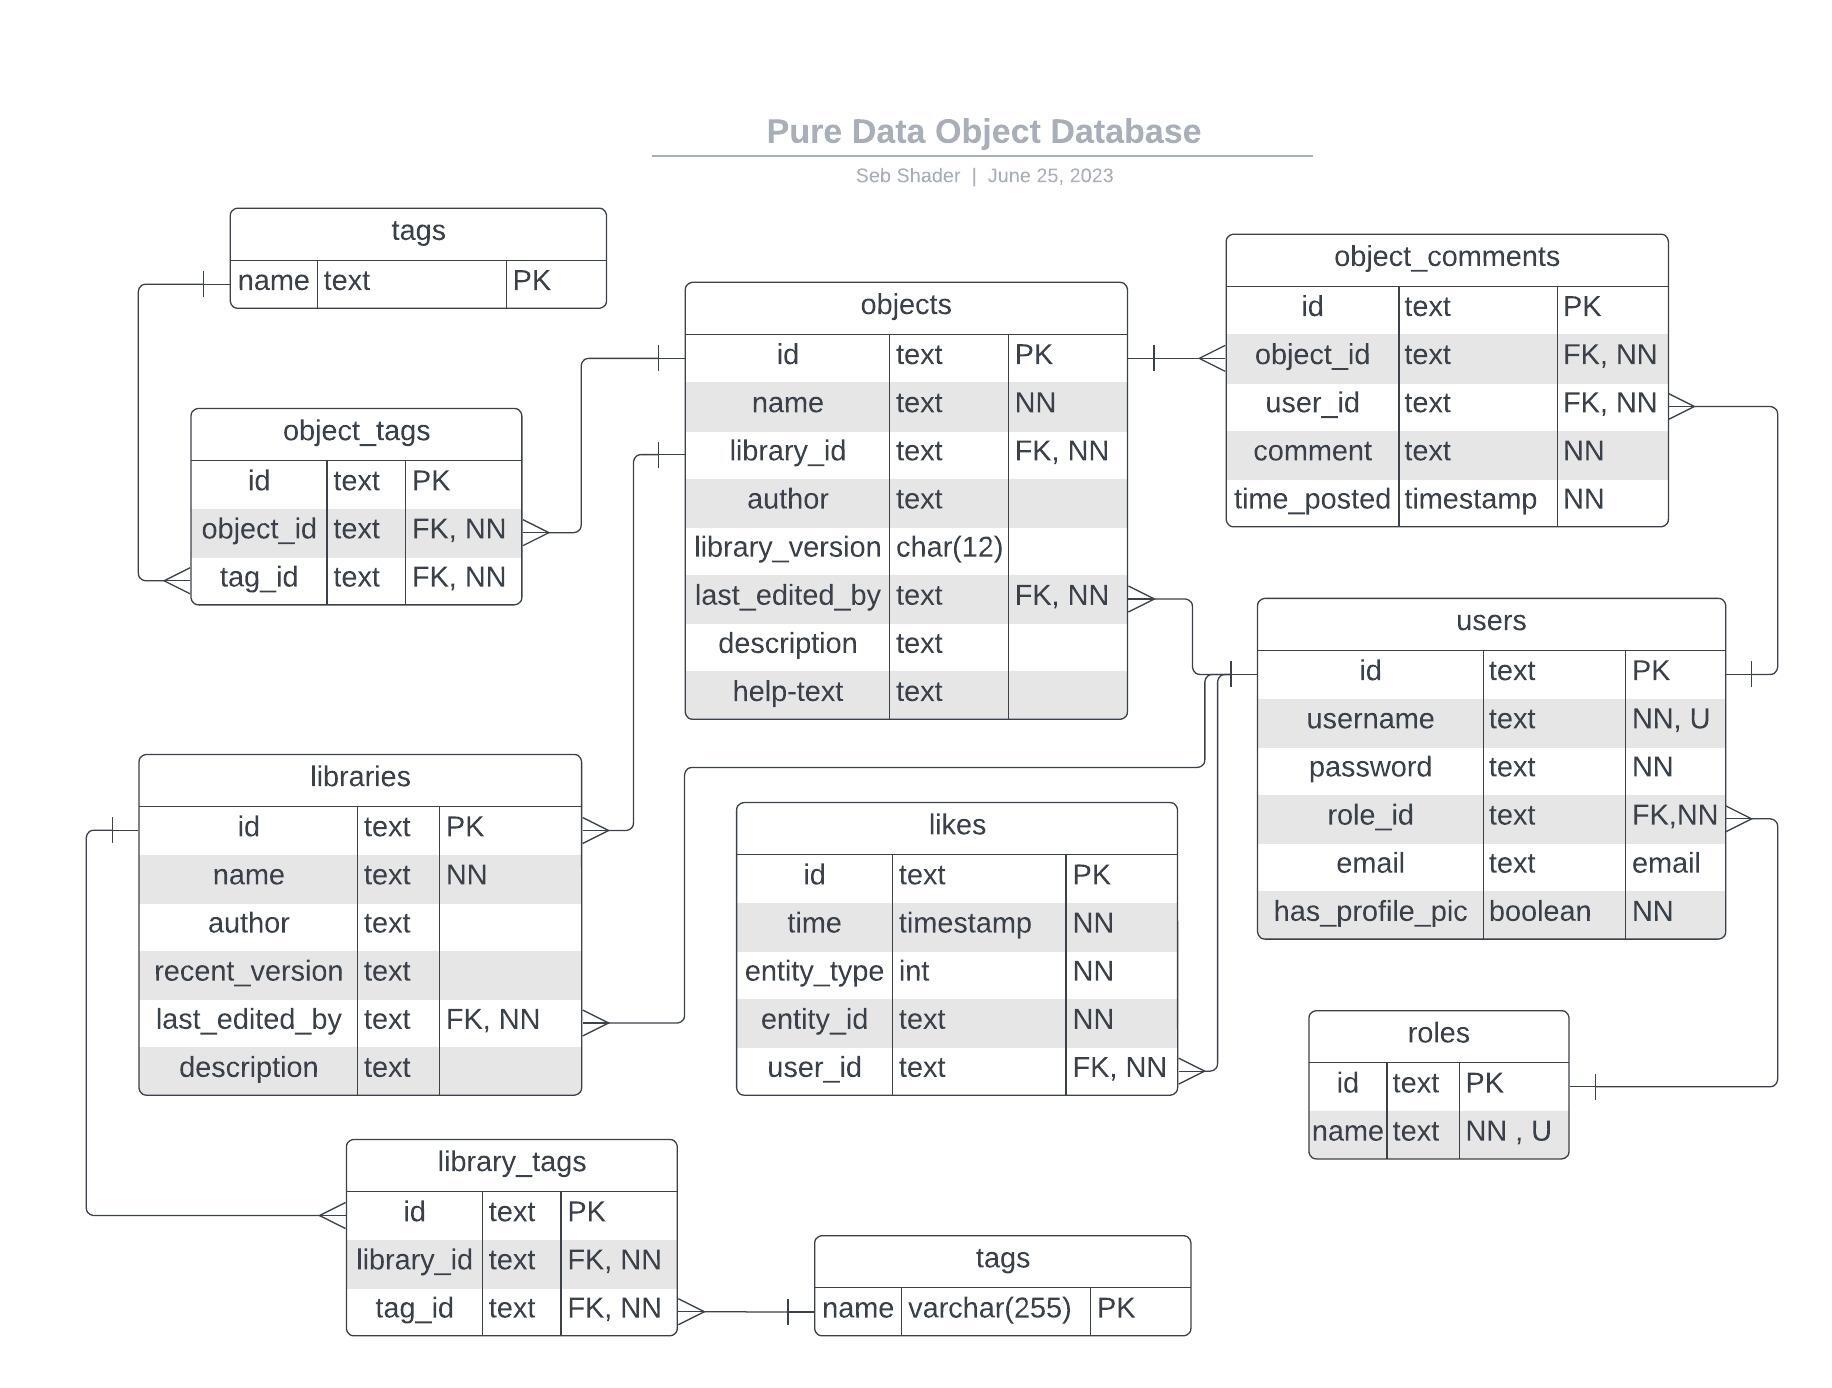 Pure Data Object Database
Seb Shader | June 25, 2023
tags
name text PK
object_tags
id text PK
object_id text FK, NN
tag_id text FK, NN
objects
id text PK
name text NN
library_id text FK, NN
author text
library_version char(12)
last_edited_by text FK, NN
description text
help-text text
object_comments
id text PK
object_id text FK, NN
user_id text FK, NN
comment text NN
time_posted timestamp NN
users
id text PK
username text NN, U
password text NN
role_id text FK,NN
email text email
has_profile_pic boolean NN
libraries
id text PK
name text NN
author text
recent_version text
last_edited_by text FK, NN
description text
likes
id text PK
time timestamp NN
entity_type int NN
entity_id text NN
user_id text FK, NN
roles
id text PK
name text NN , U
library_tags
id text PK
library_id text FK, NN
tag_id text FK, NN
tags
name varchar(255) PK